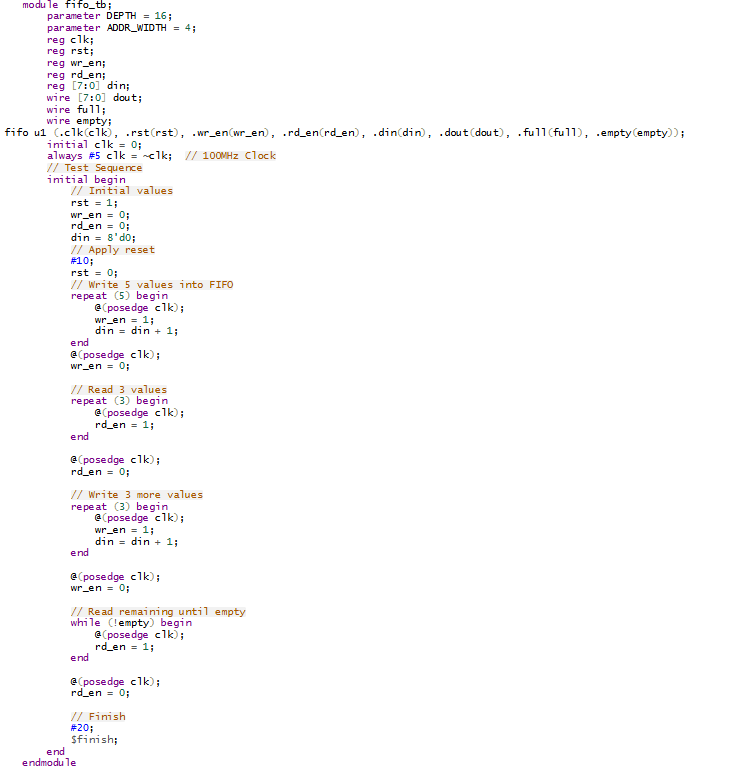 module fifo_tb;
parameter DEPTH = 16;
parameter ADDR_WIDTH = 4;
reg clk;
reg rst;
reg wr_en;
reg rd_en;
reg [7:0] din;
wire [7:0] dout;
wire full;
wire empty;
fifo u1 (.clk(clk), .rst(rst), .wr_en(wr_en), .rd_en(rd_en), .din(din), .dout(dout), .full(full), .empty(empty));
initial clk = 0;
always #5 clk = ~clk;  // 100MHz Clock
// Test Sequence
initial begin
// Initial values
rst = 1;
wr_en = 0;
rd_en = 0;
din = 8'd0;
// Apply reset
#10;
rst = 0;
// Write 5 values into FIFO
repeat (5) begin
@(posedge clk);
wr_en = 1;
din = din + 1;
end
@(posedge clk);
wr_en = 0;
// Read 3 values
repeat (3) begin
@(posedge clk);
rd_en = 1;
end
@(posedge clk);
rd_en = 0;
// Write 3 more values
repeat (3) begin
@(posedge clk);
wr_en = 1;
din = din + 1;
end
@(posedge clk);
wr_en = 0;
// Read remaining until empty
while (!empty) begin
@(posedge clk);
rd_en = 1;
end
@(posedge clk);
rd_en = 0;
// Finish
#20;
$finish;
end
endmodule